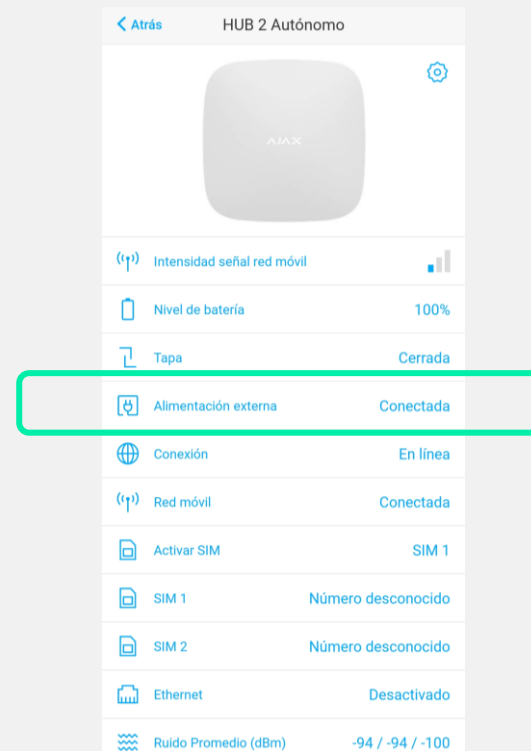 Atrás HUB 2 Autónomo
AJAX
Intensidad señal red móvil
Nivel de batería 100%
Tapa Cerrada
Alimentación externa Conectada
Conexión En línea
Red móvil Conectada
Activar SIM SIM 1
SIM 1 Número desconocido
SIM 2 Número desconocido
Ethernet Desactivado
Ruido Promedio (dBm) -94 / -94 / -100